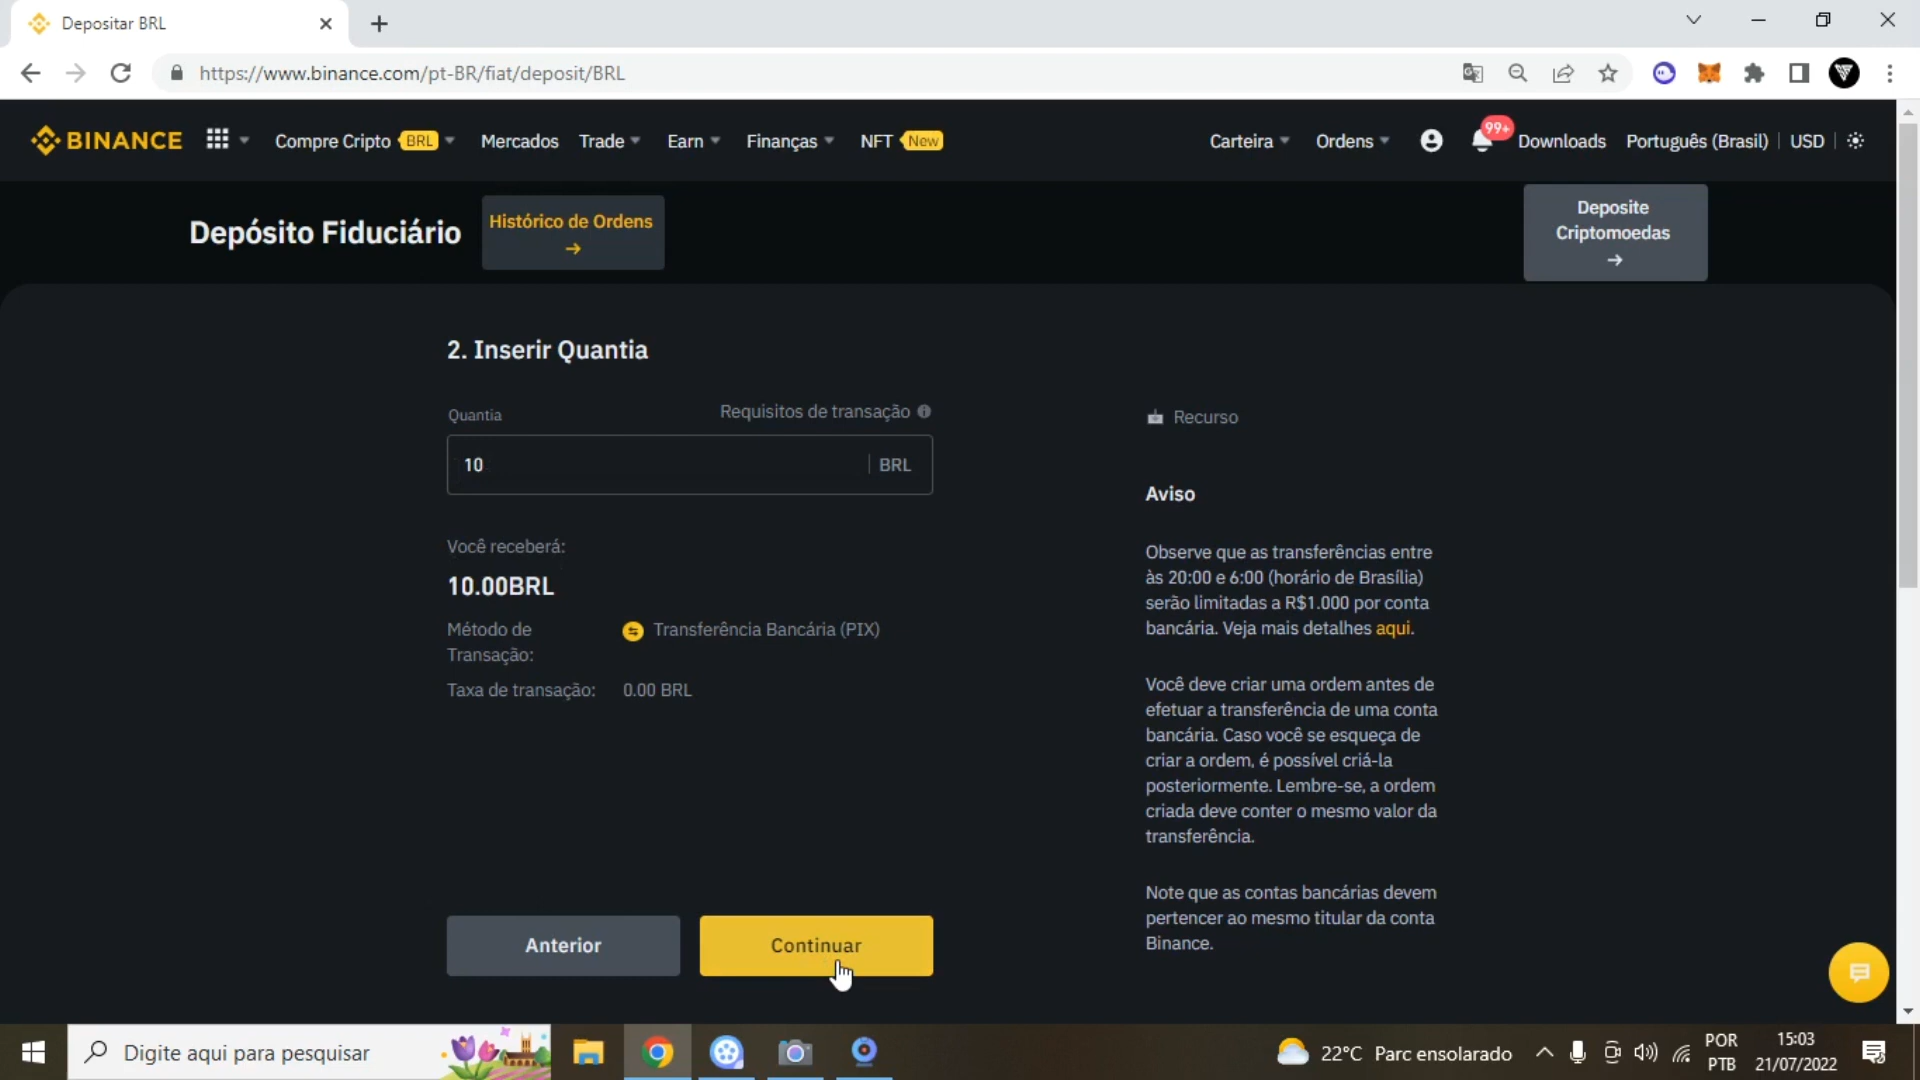 Depositar BRL
https://www.binance.com/pt-BR/fiat/deposit/BRL
BINANCE
Compre Cripto BRL
Mercados
Trade
Earn
Finanças
NFT New
Carteira
Ordens
99+
Downloads
Português (Brasil)
USD
Depósito Fiduciário
Histórico de Ordens
→
Deposite
Criptomoedas
→
2. Inserir Quantia
Quantia
Requisitos de transação
10
BRL
Você receberá:
10.00BRL
Método de
Transação:
Transferência Bancária (PIX)
Taxa de transação:
0.00 BRL
Anterior
Continuar
Recurso
Aviso
Observe que as transferências entre
às 20:00 e 6:00 (horário de Brasília)
serão limitadas a R$1.000 por conta
bancária. Veja mais detalhes aqui.
Você deve criar uma ordem antes de
efetuar a transferência de uma conta
bancária. Caso você se esqueça de
criar a ordem, é possível criá-la
posteriormente. Lembre-se, a ordem
criada deve conter o mesmo valor da
transferência.
Note que as contas bancárias devem
pertencer ao mesmo titular da conta
Binance.
Digite aqui para pesquisar
22°C Parc ensolarado
POR
PTB
15:03
21/07/2022